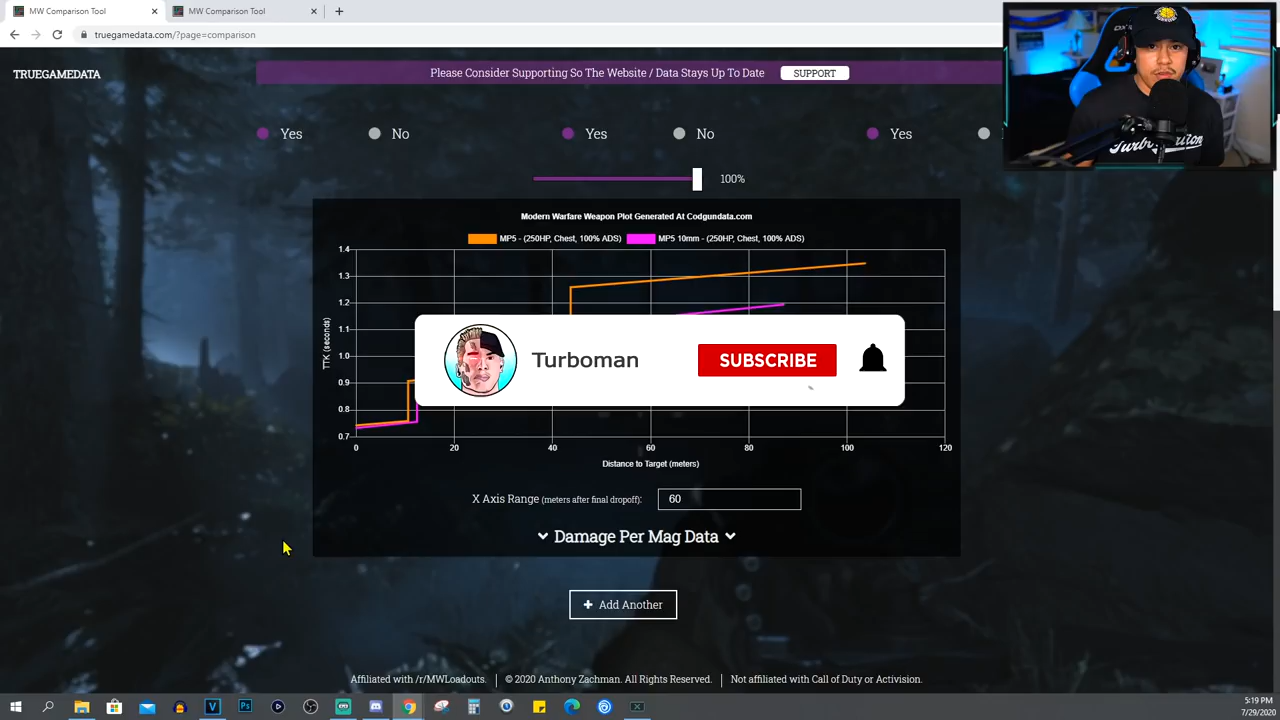 MW Comparison Tool
MW Comparison Tool
truegamedata.com/?page=comparison
TRUEGAMEDATA
Please Consider Supporting So The Website / Data Stays Up To Date
SUPPORT
Yes
No
Yes
No
Yes
100%
Modern Warfare Weapon Plot Generated At Codgundata.com
MP5 - (250HP, Chest, 100% ADS)
MP5 10mm - (250HP, Chest, 100% ADS)
TTK (seconds)
1.4
1.3
1.2
1.1
1.0
0.9
0.8
0.7
0
20
40
60
80
100
120
Distance to Target (meters)
Turboman
SUBSCRIBE
X Axis Range (meters after final dropoff):
60
Damage Per Mag Data
+ Add Another
Affiliated with /r/MWLoadouts.
© 2020 Anthony Zachman. All Rights Reserved.
Not affiliated with Call of Duty or Activision.
5:19 PM
7/29/2020